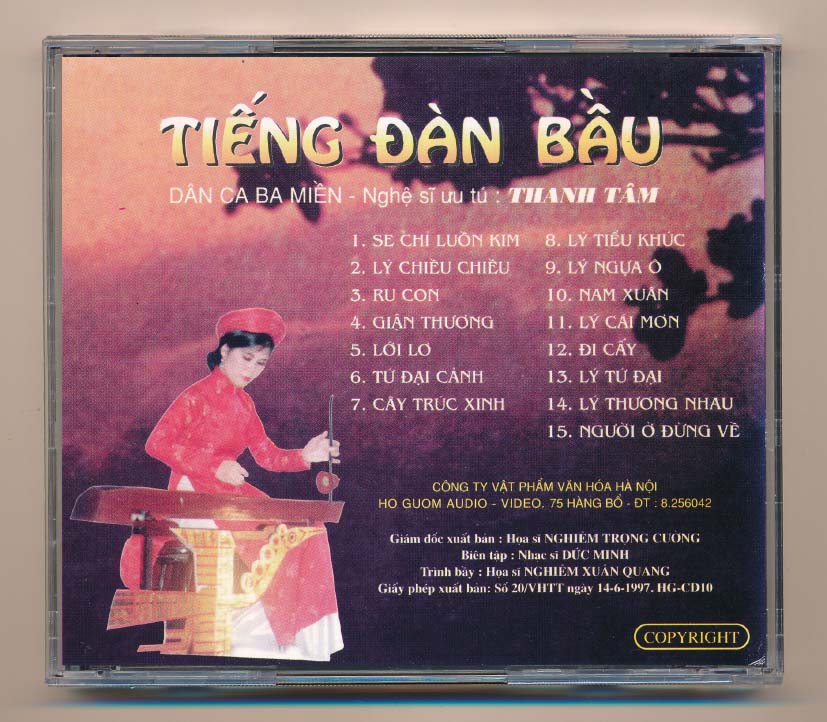 TIẾNG ĐÀN BẦU
DÂN CA BA MIỀN - Nghệ sĩ ưu tú : THANH TÂM
1. SE CHỈ LUỒN KIM
2. LÝ CHIỀU CHIỀU
3. RU CON
4. GIẬN THƯƠNG
5. LỚI LƠ
6. TỨ ĐẠI CẢNH
7. CÂY TRÚC XINH
8. LÝ TIỂU KHÚC
9. LÝ NGỰA Ô
10. NAM XUÂN
11. LÝ CÁI MƠN
12. ĐI CẤY
13. LÝ TỨ ĐẠI
14. LÝ THƯƠNG NHAU
15. NGƯỜI Ở ĐỪNG VỀ
CÔNG TY VẬT PHẨM VĂN HÓA HÀ NỘI
HO GUOM AUDIO - VIDEO. 75 HÀNG BỒ - ĐT : 8.256042
Giám đốc xuất bản : Họa sĩ NGHIÊM TRỌNG CƯỜNG
Biên tập : Nhạc sĩ ĐỨC MINH
Trình bầy : Họa sĩ NGHIÊM XUÂN QUANG
Giấy phép xuất bản: Số 20/VHTT ngày 14-6-1997. HG-CD10
COPYRIGHT